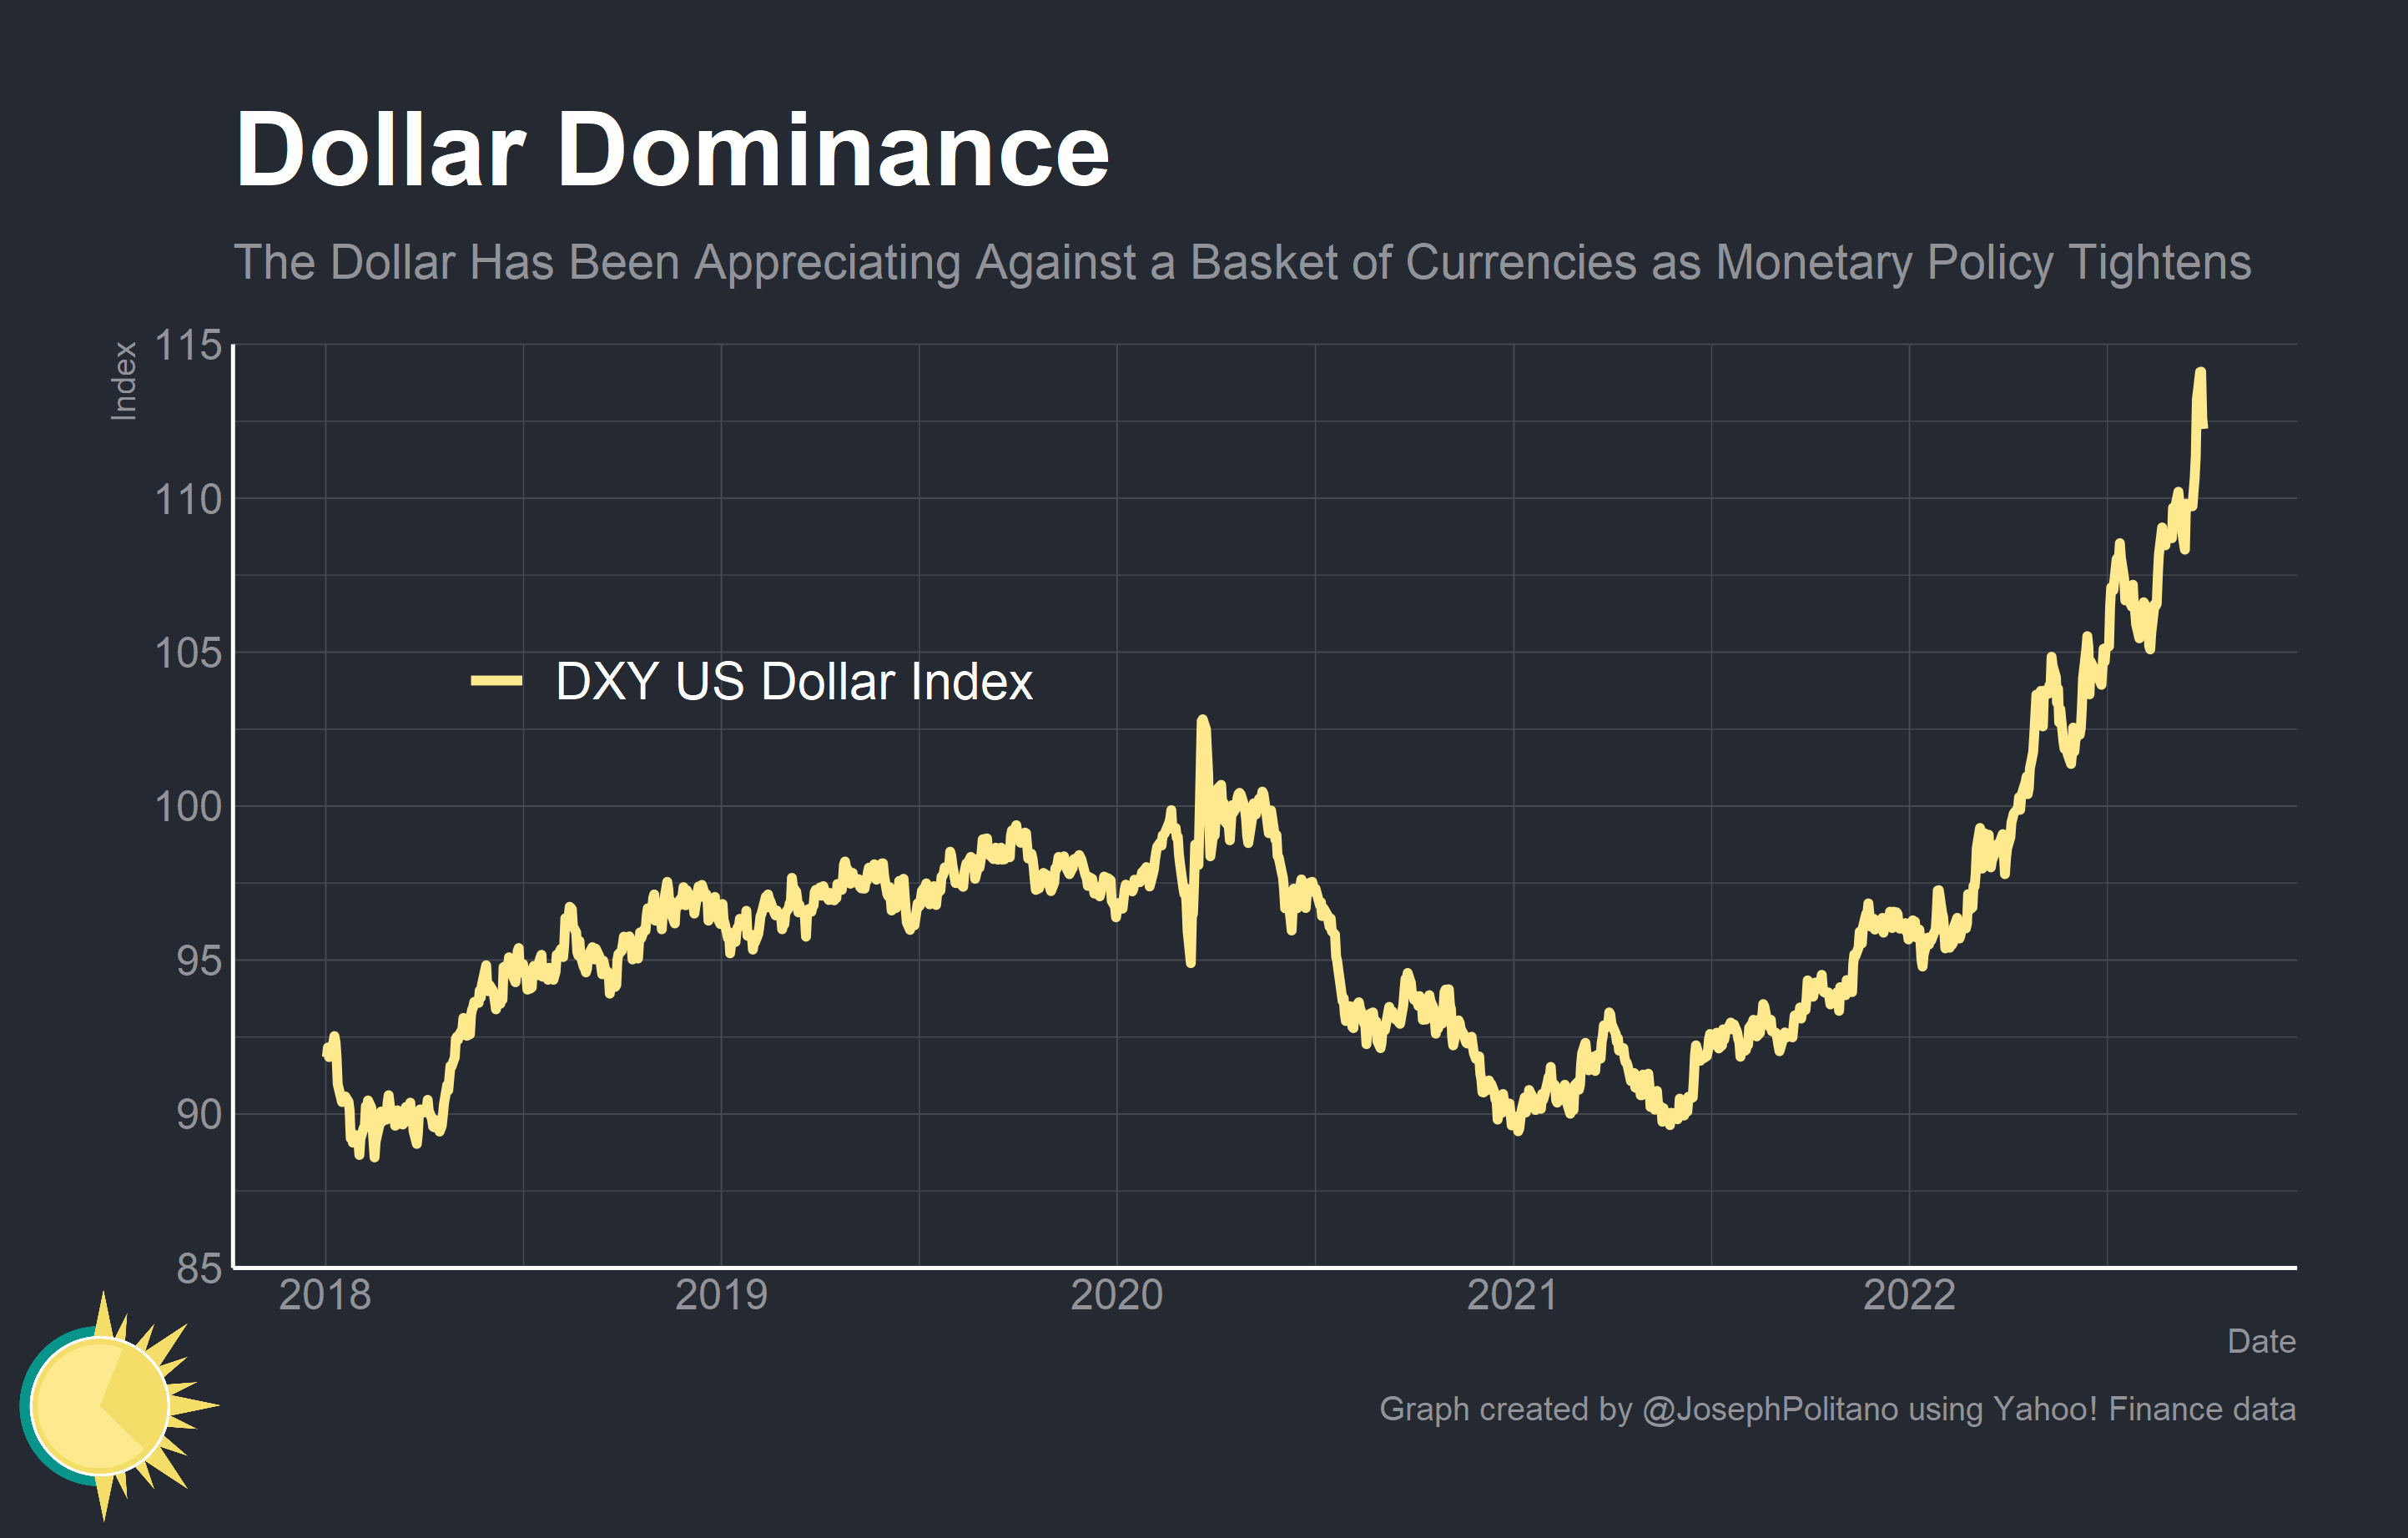 Dollar Dominance
The Dollar Has Been Appreciating Against a Basket of Currencies as Monetary Policy Tightens
Index
115
110
105
100
95
90
85
DXY US Dollar Index
2018 2019 2020 2021 2022
Date
Graph created by @JosephPolitano using Yahoo! Finance data